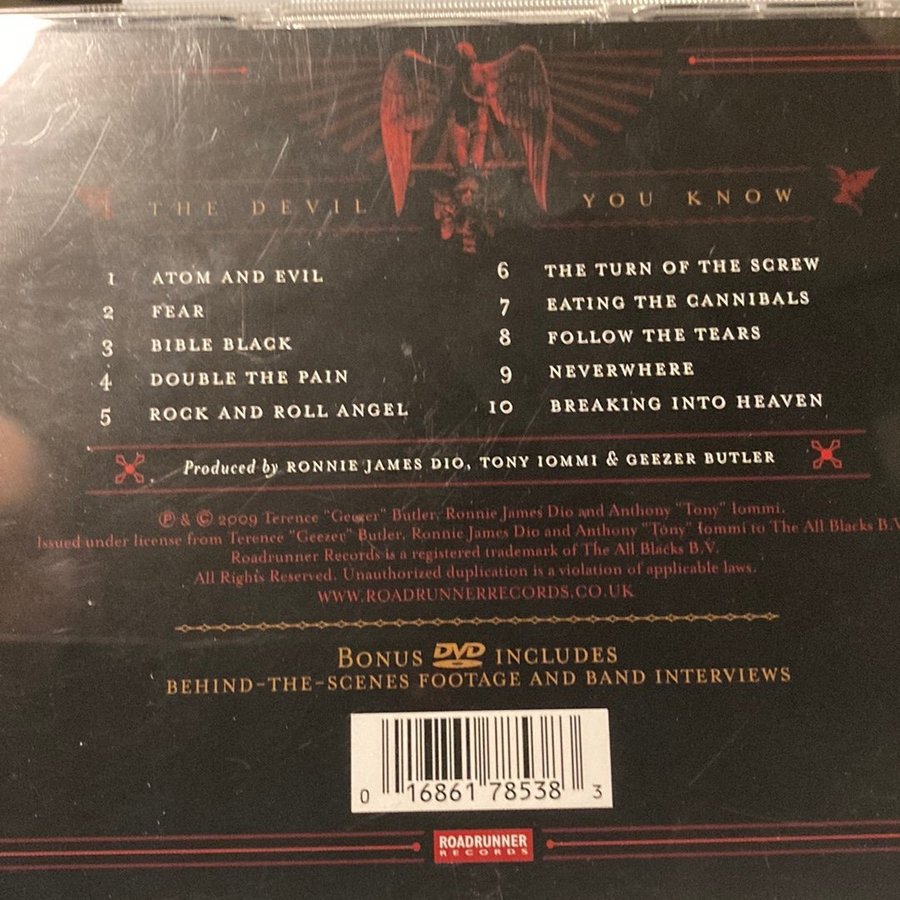 THE DEVIL YOU KNOW
1 ATOM AND EVIL
2 FEAR
3 BIBLE BLACK
4 DOUBLE THE PAIN
5 ROCK AND ROLL ANGEL
6 THE TURN OF THE SCREW
7 EATING THE CANNIBALS
8 FOLLOW THE TEARS
9 NEVERWHERE
10 BREAKING INTO HEAVEN
Produced by RONNIE JAMES DIO, TONY IOMMI & GEEZER BUTLER
℗ & © 2009 Terence "Geezer" Butler, Ronnie James Dio and Anthony "Tony" Iommi.
Issued under license from Terence "Geezer" Butler, Ronnie James Dio and Anthony "Tony" Iommi to The All Blacks B.V.
Roadrunner Records is a registered trademark of The All Blacks B.V.
All Rights Reserved. Unauthorized duplication is a violation of applicable laws.
WWW.ROADRUNNERRECORDS.CO.UK
BONUS DVD INCLUDES
BEHIND-THE-SCENES FOOTAGE AND BAND INTERVIEWS
0 16861 78538 3
ROADRUNNER
RECORDS